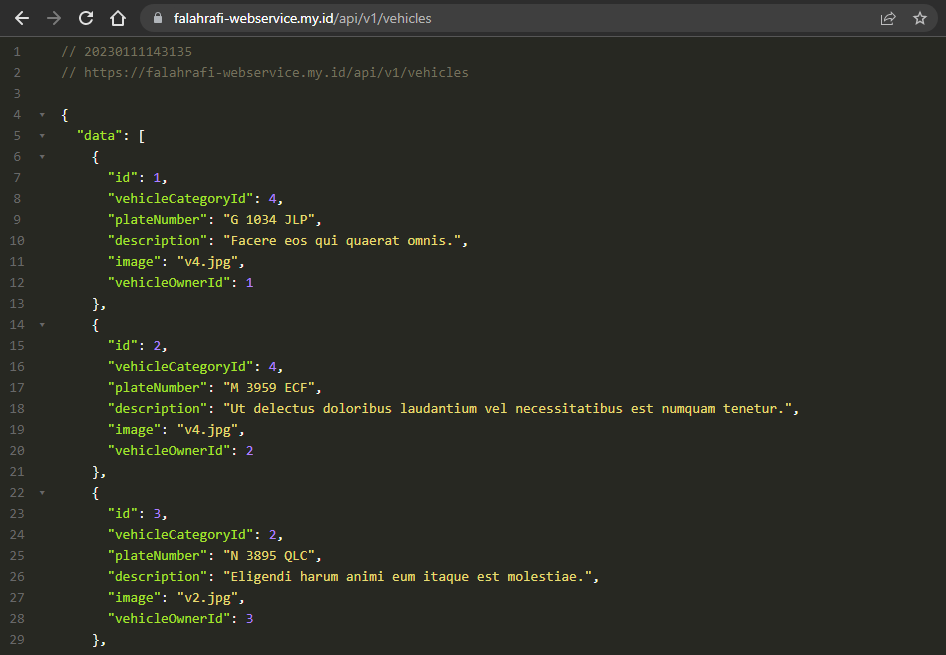 falahrafi-webservice.my.id/api/v1/vehicles
1 // 20230111143135
2 // https://falahrafi-webservice.my.id/api/v1/vehicles
3
4 {
5 "data": [
6 {
7 "id": 1,
8 "vehicleCategoryId": 4,
9 "plateNumber": "G 1034 JLP",
10 "description": "Facere eos qui quaerat omnis.",
11 "image": "v4.jpg",
12 "vehicleOwnerId": 1
13 },
14 {
15 "id": 2,
16 "vehicleCategoryId": 4,
17 "plateNumber": "M 3959 ECF",
18 "description": "Ut delectus doloribus laudantium vel necessitatibus est numquam tenetur.",
19 "image": "v4.jpg",
20 "vehicleOwnerId": 2
21 },
22 {
23 "id": 3,
24 "vehicleCategoryId": 2,
25 "plateNumber": "N 3895 QLC",
26 "description": "Eligendi harum animi eum itaque est molestiae.",
27 "image": "v2.jpg",
28 "vehicleOwnerId": 3
29 },